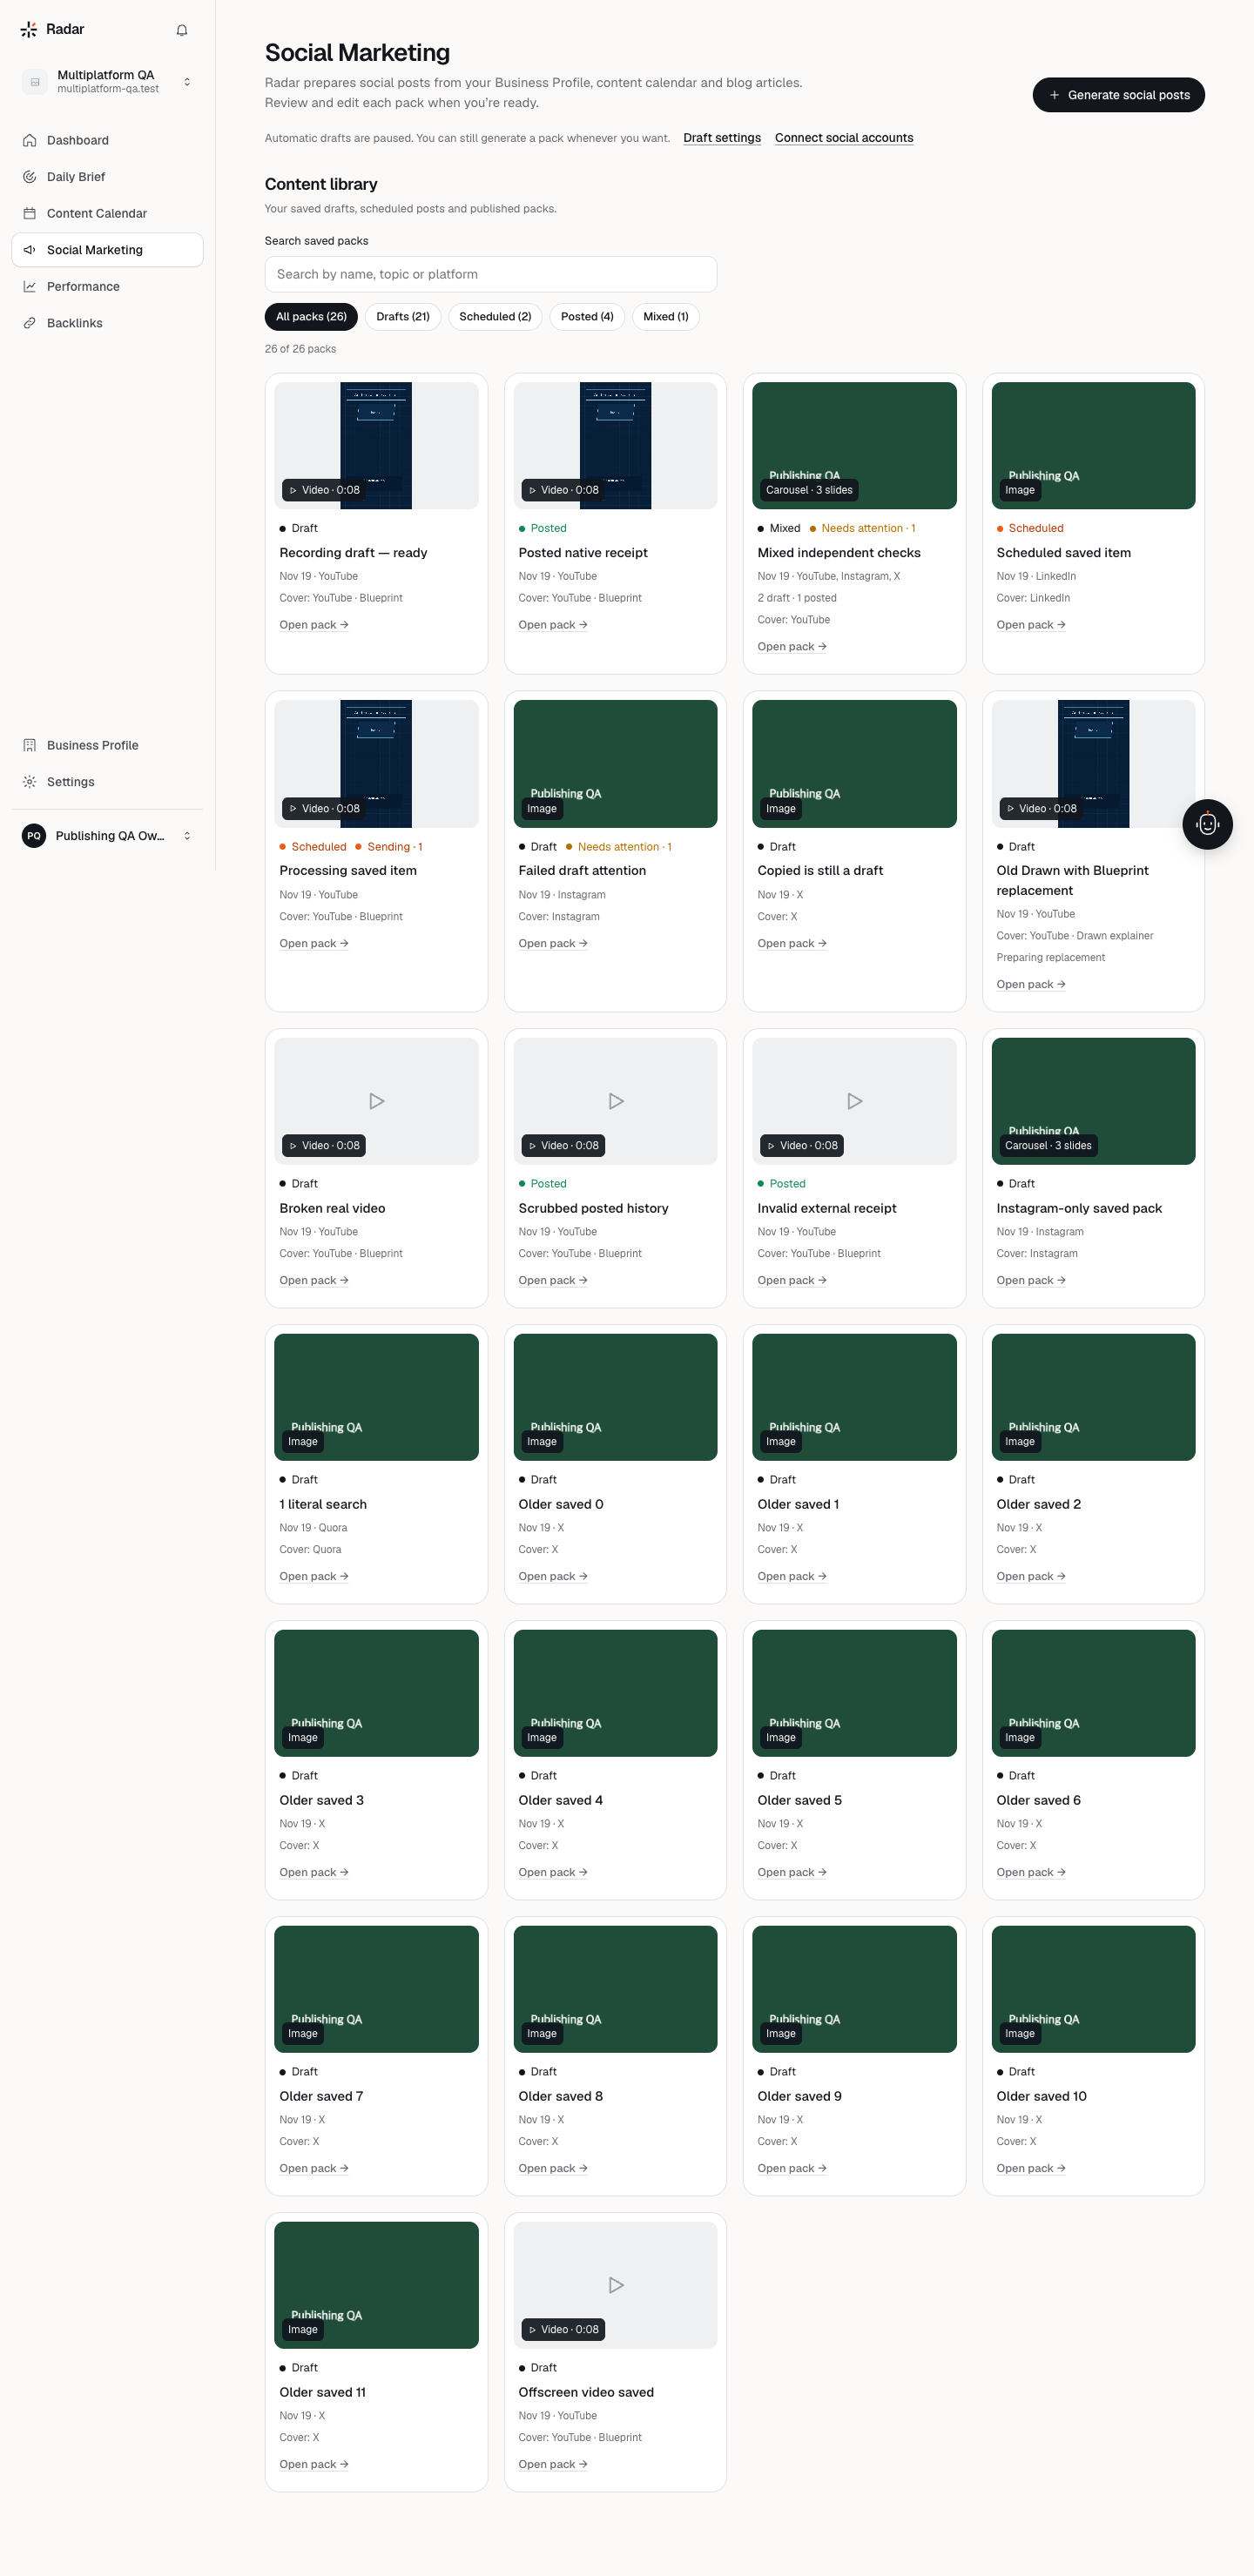 Radar
Multiplatform QA
multiplatform-qa.test
Dashboard
Daily Brief
Content Calendar
Social Marketing
Performance
Backlinks
Business Profile
Settings
PQ
Publishing QA Ow...
Social Marketing
Radar prepares social posts from your Business Profile, content calendar and blog articles.
Review and edit each pack when you're ready.
Generate social posts
Automatic drafts are paused. You can still generate a pack whenever you want. Draft settings Connect social accounts
Content library
Your saved drafts, scheduled posts and published packs.
Search saved packs
Search by name, topic or platform
All packs (26) Drafts (21) Scheduled (2) Posted (4) Mixed (1)
26 of 26 packs
Video · 0:08
Draft
Recording draft — ready
Nov 19 · YouTube
Cover: YouTube · Blueprint
Open pack →
Video · 0:08
Posted
Posted native receipt
Nov 19 · YouTube
Cover: YouTube · Blueprint
Open pack →
Publishing QA
Carousel · 3 slides
Mixed Needs attention · 1
Mixed independent checks
Nov 19 · YouTube, Instagram, X
2 draft · 1 posted
Cover: YouTube
Open pack →
Publishing QA
Image
Scheduled
Scheduled saved item
Nov 19 · LinkedIn
Cover: LinkedIn
Open pack →
Video · 0:08
Scheduled Sending · 1
Processing saved item
Nov 19 · YouTube
Cover: YouTube · Blueprint
Open pack →
Publishing QA
Image
Draft Needs attention · 1
Failed draft attention
Nov 19 · Instagram
Cover: Instagram
Open pack →
Publishing QA
Image
Draft
Copied is still a draft
Nov 19 · X
Cover: X
Open pack →
Video · 0:08
Draft
Old Drawn with Blueprint
replacement
Nov 19 · YouTube
Cover: YouTube · Drawn explainer
Preparing replacement
Open pack →
Video · 0:08
Draft
Broken real video
Nov 19 · YouTube
Cover: YouTube · Blueprint
Open pack →
Video · 0:08
Posted
Scrubbed posted history
Nov 19 · YouTube
Cover: YouTube · Blueprint
Open pack →
Video · 0:08
Posted
Invalid external receipt
Nov 19 · YouTube
Cover: YouTube · Blueprint
Open pack →
Publishing QA
Carousel · 3 slides
Draft
Instagram-only saved pack
Nov 19 · Instagram
Cover: Instagram
Open pack →
Publishing QA
Image
Draft
1 literal search
Nov 19 · Quora
Cover: Quora
Open pack →
Publishing QA
Image
Draft
Older saved 0
Nov 19 · X
Cover: X
Open pack →
Publishing QA
Image
Draft
Older saved 1
Nov 19 · X
Cover: X
Open pack →
Publishing QA
Image
Draft
Older saved 2
Nov 19 · X
Cover: X
Open pack →
Publishing QA
Image
Draft
Older saved 3
Nov 19 · X
Cover: X
Open pack →
Publishing QA
Image
Draft
Older saved 4
Nov 19 · X
Cover: X
Open pack →
Publishing QA
Image
Draft
Older saved 5
Nov 19 · X
Cover: X
Open pack →
Publishing QA
Image
Draft
Older saved 6
Nov 19 · X
Cover: X
Open pack →
Publishing QA
Image
Draft
Older saved 7
Nov 19 · X
Cover: X
Open pack →
Publishing QA
Image
Draft
Older saved 8
Nov 19 · X
Cover: X
Open pack →
Publishing QA
Image
Draft
Older saved 9
Nov 19 · X
Cover: X
Open pack →
Publishing QA
Image
Draft
Older saved 10
Nov 19 · X
Cover: X
Open pack →
Publishing QA
Image
Draft
Older saved 11
Nov 19 · X
Cover: X
Open pack →
Video · 0:08
Draft
Offscreen video saved
Nov 19 · YouTube
Cover: YouTube · Blueprint
Open pack →